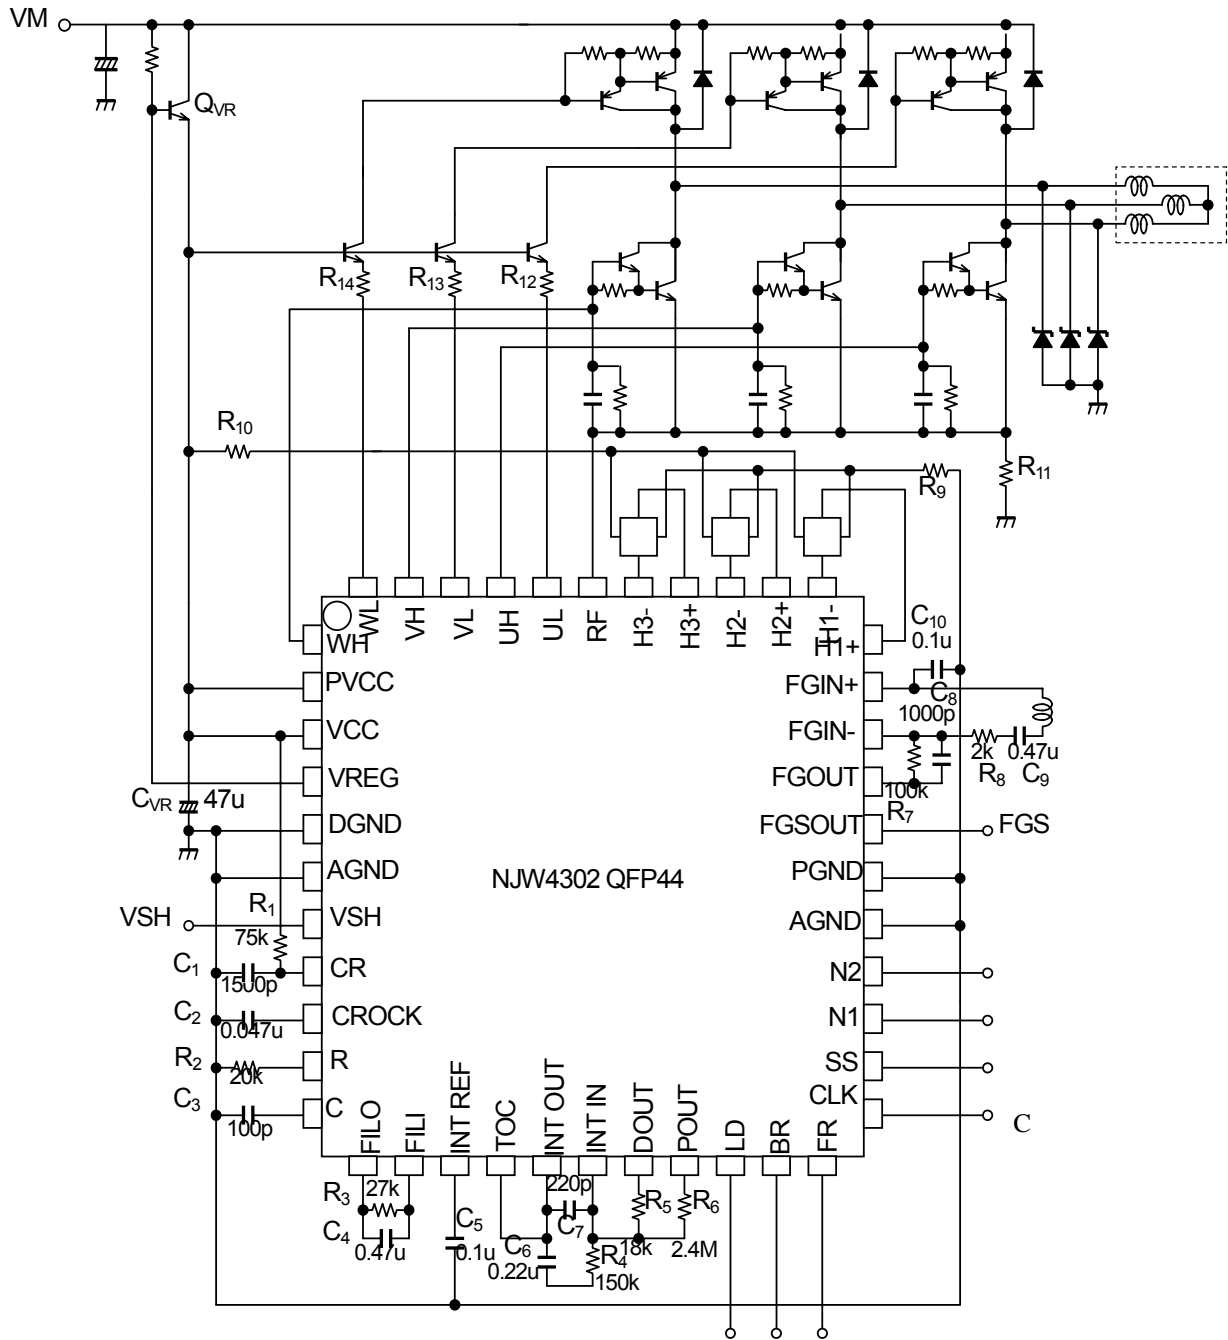 VM
QVR
R14
R13
R12
R10
R9
R11
WL
VH
VL
UH
UL
RF
H3-
H3+
H2-
H2+
H1-
WH
H1+
C10
0.1u
PVCC
FGIN+
C8
1000p
VCC
FGIN-
2k
R8
0.47u
C9
VREG
FGOUT
100k
R7
CVR
47u
DGND
FGSOUT
FGS
AGND
NJW4302 QFP44
PGND
R1
75k
VSH
VSH
AGND
C1
1500p
CR
N2
C2
0.047u
CROCK
N1
R2
20k
R
SS
C3
100p
C
CLK
C
FILO
FILI
INT REF
TOC
INT OUT
INT IN
DOUT
POUT
LD
BR
FR
R3
27k
C4
0.47u
C5
0.1u
220p
C7
C6
0.22u
R4
150k
R5
18k
R6
2.4M